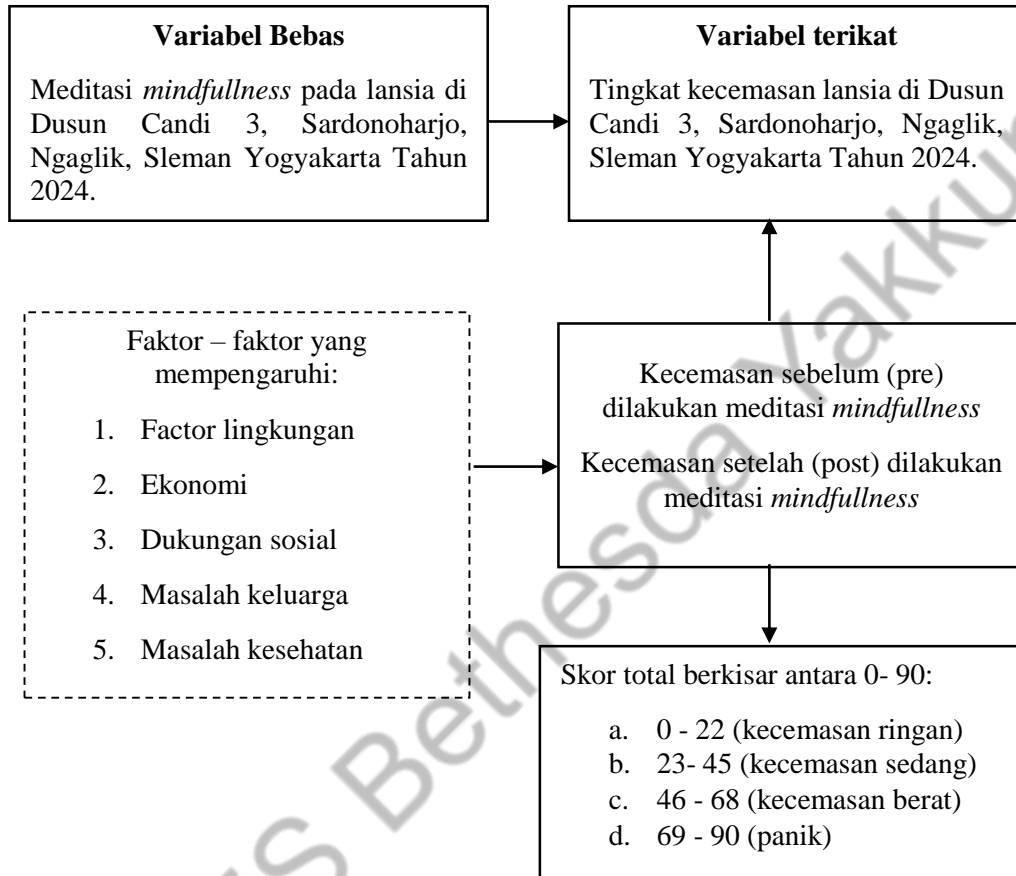 Variabel Bebas
Meditasi mindfullness pada lansia di
Dusun Candi 3, Sardonoharjo,
Ngaglik, Sleman Yogyakarta Tahun
2024.
Variabel terikat
Tingkat kecemasan lansia di Dusun
Candi 3, Sardonoharjo, Ngaglik,
Sleman Yogyakarta Tahun 2024.
Faktor – faktor yang
mempengaruhi:
1. Factor lingkungan
2. Ekonomi
3. Dukungan sosial
4. Masalah keluarga
5. Masalah kesehatan
Kecemasan sebelum (pre)
dilakukan meditasi mindfullness
Kecemasan setelah (post) dilakukan
meditasi mindfullness
Skor total berkisar antara 0- 90:
a. 0 - 22 (kecemasan ringan)
b. 23- 45 (kecemasan sedang)
c. 46 - 68 (kecemasan berat)
d. 69 - 90 (panik)
Bethesda